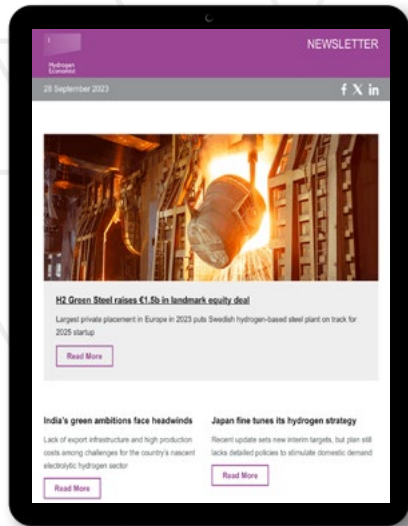 NEWSLETTER
Hydrogen
Economist
28 September 2023
f X in
H2 Green Steel raises €1.5b in landmark equity deal
Largest private placement in Europe in 2023 puts Swedish hydrogen-based steel plant on track for
2025 startup
Read More
India's green ambitions face headwinds
Lack of export infrastructure and high production
costs among challenges for the country's nascent
electrolytic hydrogen sector
Read More
Japan fine tunes its hydrogen strategy
Recent update sets new interim targets, but plan still
lacks detailed policies to stimulate domestic demand
Read More